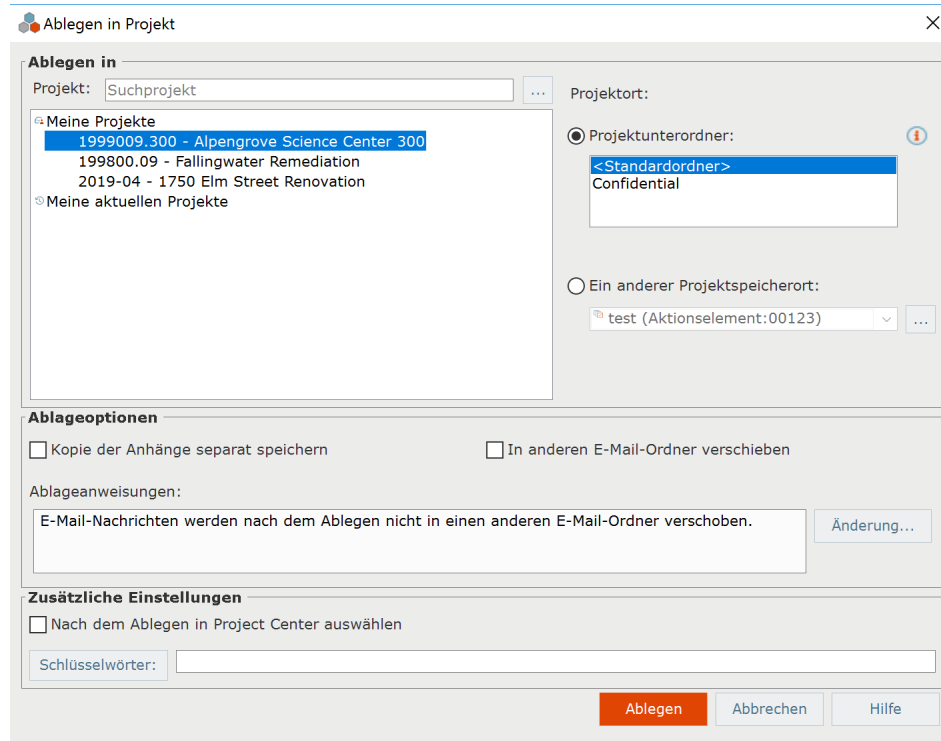 Ablegen in Projekt
Ablegen in
Projekt:
Suchprojekt
...
Meine Projekte
1999009.300 - Alpengrove Science Center 300
199800.09 - Fallingwater Remediation
2019-04 - 1750 Elm Street Renovation
Meine aktuellen Projekte
Projektort:
Projektunterordner:
<Standardordner>
Confidential
Ein anderer Projektspeicherort:
test (Aktionselement:00123)
...
Ablageoptionen
Kopie der Anhänge separat speichern
In anderen E-Mail-Ordner verschieben
Ablageanweisungen:
E-Mail-Nachrichten werden nach dem Ablegen nicht in einen anderen E-Mail-Ordner verschoben.
Änderung...
Zusätzliche Einstellungen
Nach dem Ablegen in Project Center auswählen
Schlüsselwörter:
Ablegen
Abbrechen
Hilfe